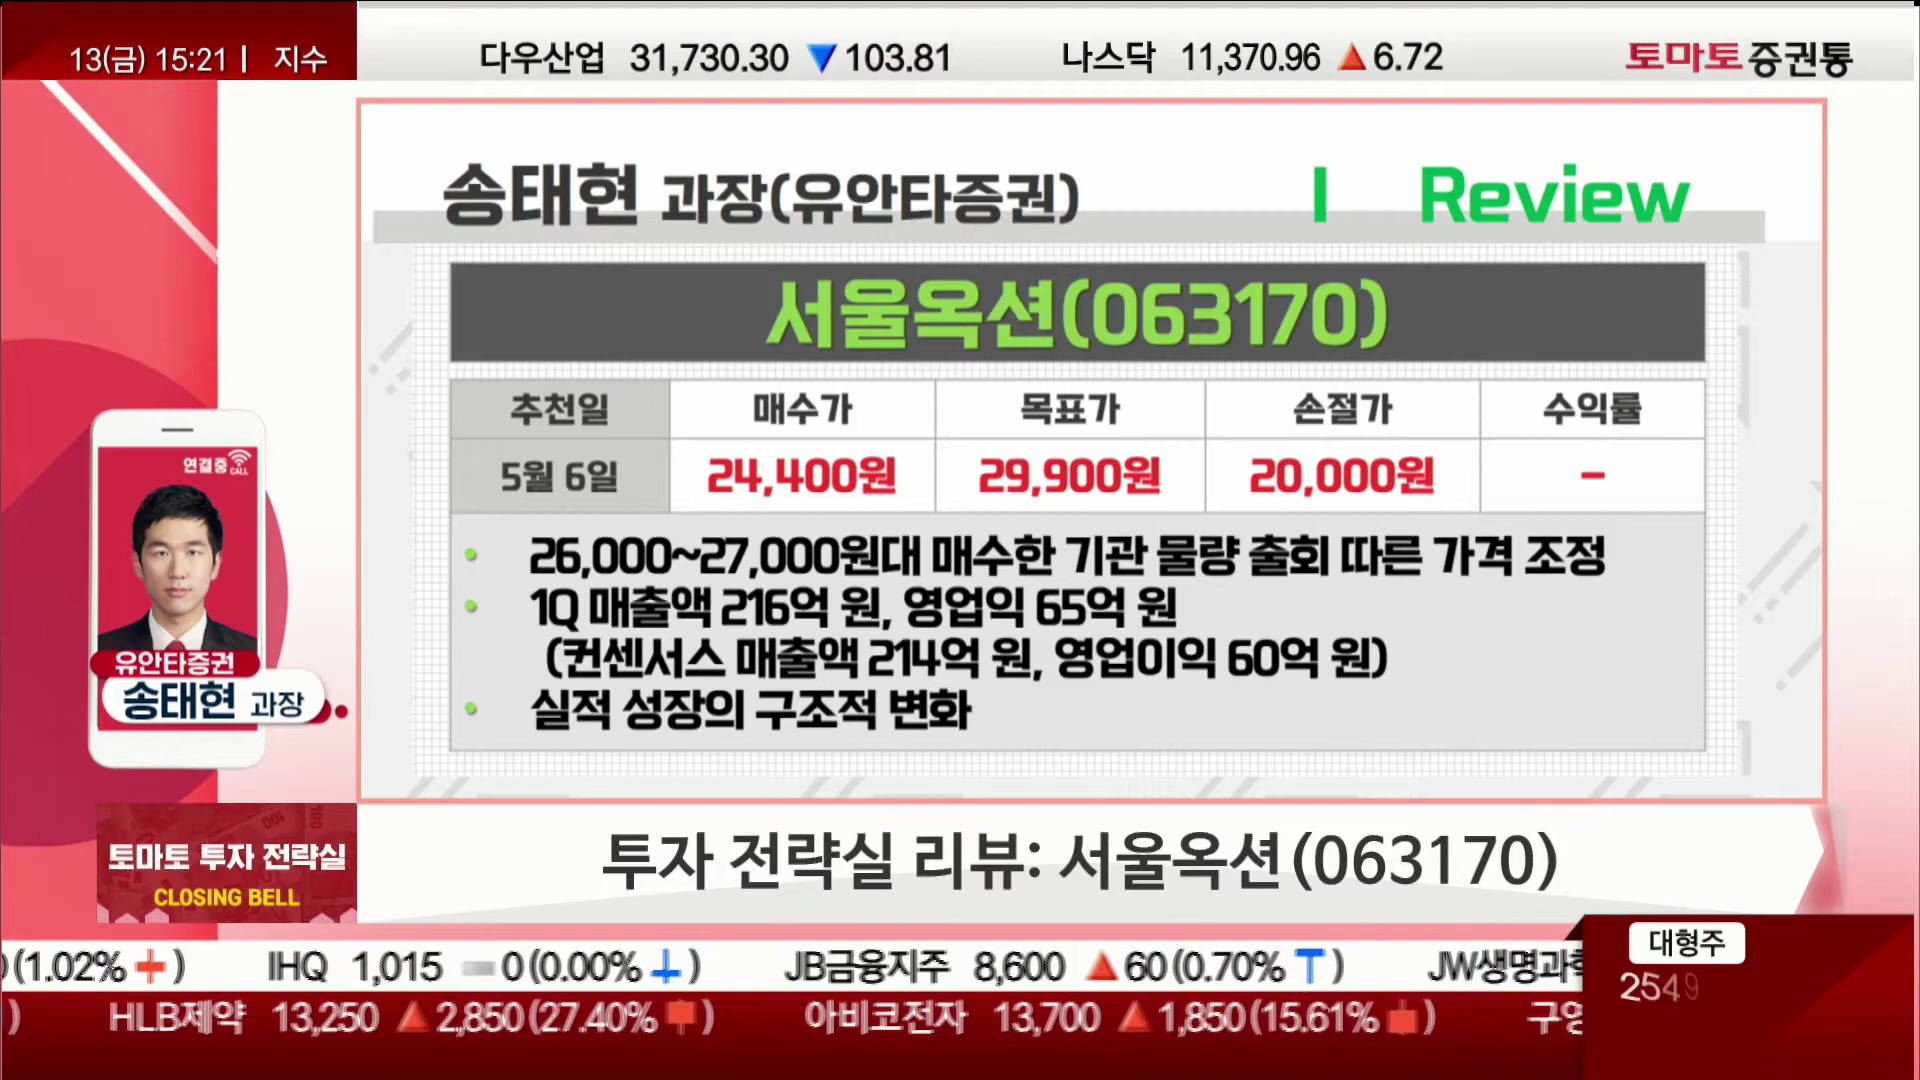 13(금) 15:21 | 지수
다우산업 31,730.30 ▼ 103.81 나스닥 11,370.96 ▲ 6.72
토마토증권통
송태현 과장(유안타증권) I Review
서울옥션(063170)
추천일 매수가 목표가 손절가 수익률
5월 6일 24,400원 29,900원 20,000원 –
• 26,000~27,000원대 매수한 기관 물량 출회 따른 가격 조정
• 1Q 매출액 216억 원, 영업익 65억 원
(컨센서스 매출액 214억 원, 영업이익 60억 원)
• 실적 성장의 구조적 변화
연결중 CALL
유안타증권
송태현 과장
토마토 투자 전략실
CLOSING BELL
투자 전략실 리뷰: 서울옥션(063170)
(1.02% ) IHQ 1,015 0(0.00% ) JB금융지주 8,600 ▲ 60(0.70% ) JW생명과학
) HLB제약 13,250 ▲ 2,850(27.40% ) 아비코전자 13,700 ▲ 1,850(15.61% ) 구영
대형주
2549